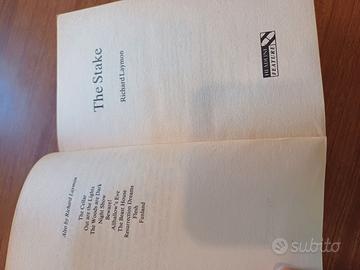 Also by Richard Laymon
The Cellar
Out are the Lights
The Woods are Dark
Night Show
Beware!
Allhallow's Eve
The Beast House
Resurrection Dreams
Flesh
Funland
The Stake
Richard Laymon
HEADLINE
FEATURE
subito